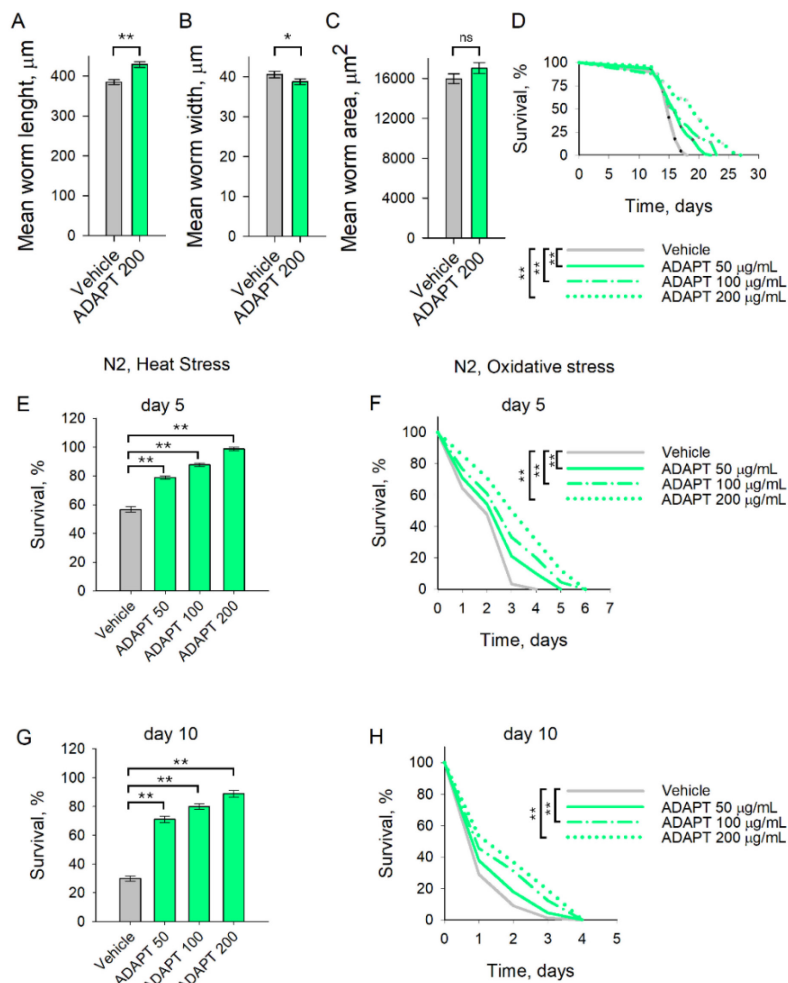 A
Mean worm lenght, μm
400
300
200
100
0
**
Vehicle
ADAPT 200
B
Mean worm width, μm
40
20
0
*
Vehicle
ADAPT 200
C
Mean worm area, μm²
16000
12000
8000
4000
0
ns
Vehicle
ADAPT 200
D
Survival, %
100
75
50
25
0
0 5 10 15 20 25 30
Time, days
** ** **
Vehicle
ADAPT 50 μg/mL
ADAPT 100 μg/mL
ADAPT 200 μg/mL
N2, Heat Stress
N2, Oxidative stress
E
day 5
Survival, %
120
100
80
60
40
20
0
**
**
**
Vehicle
ADAPT 50
ADAPT 100
ADAPT 200
F
day 5
Survival, %
100
80
60
40
20
0
0 1 2 3 4 5 6 7
Time, days
** ** **
Vehicle
ADAPT 50 μg/mL
ADAPT 100 μg/mL
ADAPT 200 μg/mL
G
day 10
Survival, %
120
100
80
60
40
20
0
**
**
**
Vehicle
ADAPT 50
ADAPT 100
ADAPT 200
H
day 10
Survival, %
100
80
60
40
20
0
0 1 2 3 4 5
Time, days
** **
Vehicle
ADAPT 50 μg/mL
ADAPT 100 μg/mL
ADAPT 200 μg/mL